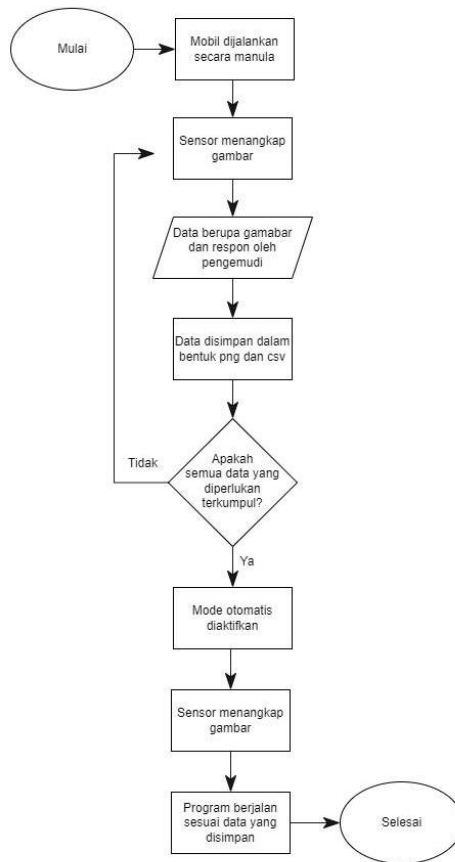 Mulai
Mobil dijalankan
secara manula
Sensor menangkap
gambar
Data berupa gamabar
dan respon oleh
pengemudi
Data disimpan dalam
bentuk png dan csv
Apakah
semua data yang
diperlukan
terkumpul?
Tidak
Ya
Mode otomatis
diaktifkan
Sensor menangkap
gambar
Program berjalan
sesuai data yang
disimpan
Selesai